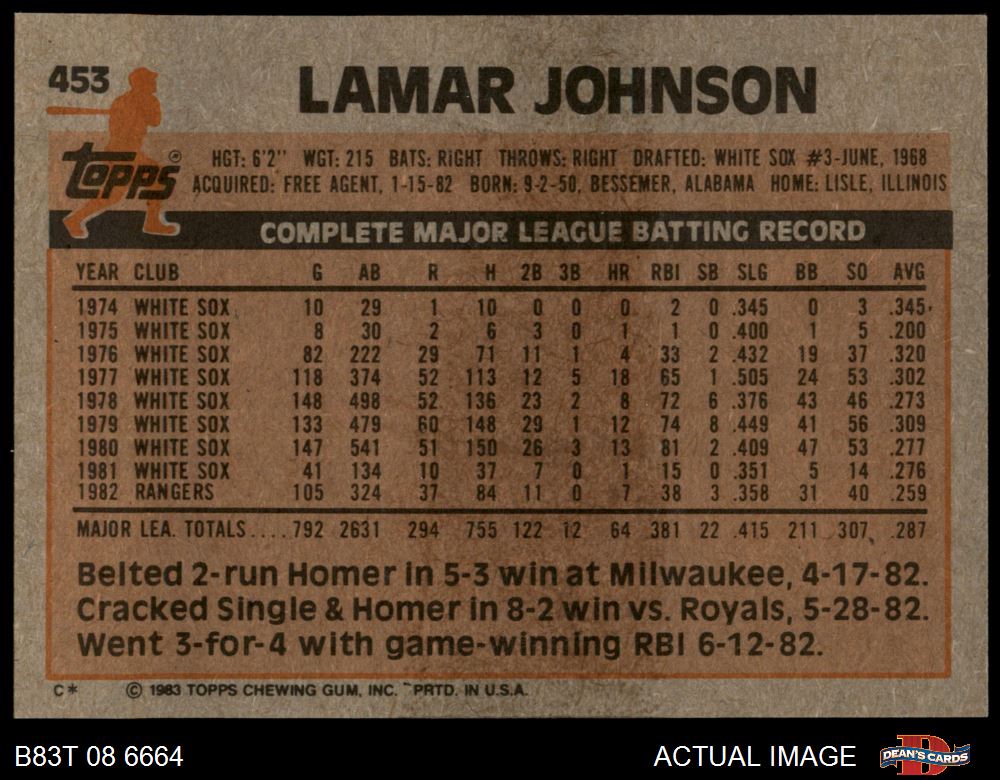 453
LAMAR JOHNSON
Topps®
HGT: 6'2" WGT: 215 BATS: RIGHT THROWS: RIGHT DRAFTED: WHITE SOX #3-JUNE, 1968
ACQUIRED: FREE AGENT, 1-15-82 BORN: 9-2-50, BESSEMER, ALABAMA HOME: LISLE, ILLINOIS
COMPLETE MAJOR LEAGUE BATTING RECORD
YEAR CLUB G AB R H 2B 3B HR RBI SB SLG BB SO AVG
1974 WHITE SOX 10 29 1 10 0 0 0 2 0 .345 0 3 .345
1975 WHITE SOX 8 30 2 6 3 0 1 1 0 .400 1 5 .200
1976 WHITE SOX 82 222 29 71 11 1 4 33 2 .432 19 37 .320
1977 WHITE SOX 118 374 52 113 12 5 18 65 1 .505 24 53 .302
1978 WHITE SOX 148 498 52 136 23 2 8 72 6 .376 43 46 .273
1979 WHITE SOX 133 479 60 148 29 1 12 74 8 .449 41 56 .309
1980 WHITE SOX 147 541 51 150 26 3 13 81 2 .409 47 53 .277
1981 WHITE SOX 41 134 10 37 7 0 1 15 0 .351 5 14 .276
1982 RANGERS 105 324 37 84 11 0 7 38 3 .358 31 40 .259
MAJOR LEA. TOTALS.... 792 2631 294 755 122 12 64 381 22 .415 211 307 .287
Belted 2-run Homer in 5-3 win at Milwaukee, 4-17-82.
Cracked Single & Homer in 8-2 win vs. Royals, 5-28-82.
Went 3-for-4 with game-winning RBI 6-12-82.
C* © 1983 TOPPS CHEWING GUM, INC. PRTD. IN U.S.A.
B83T 08 6664 ACTUAL IMAGE DEAN'S CARDS